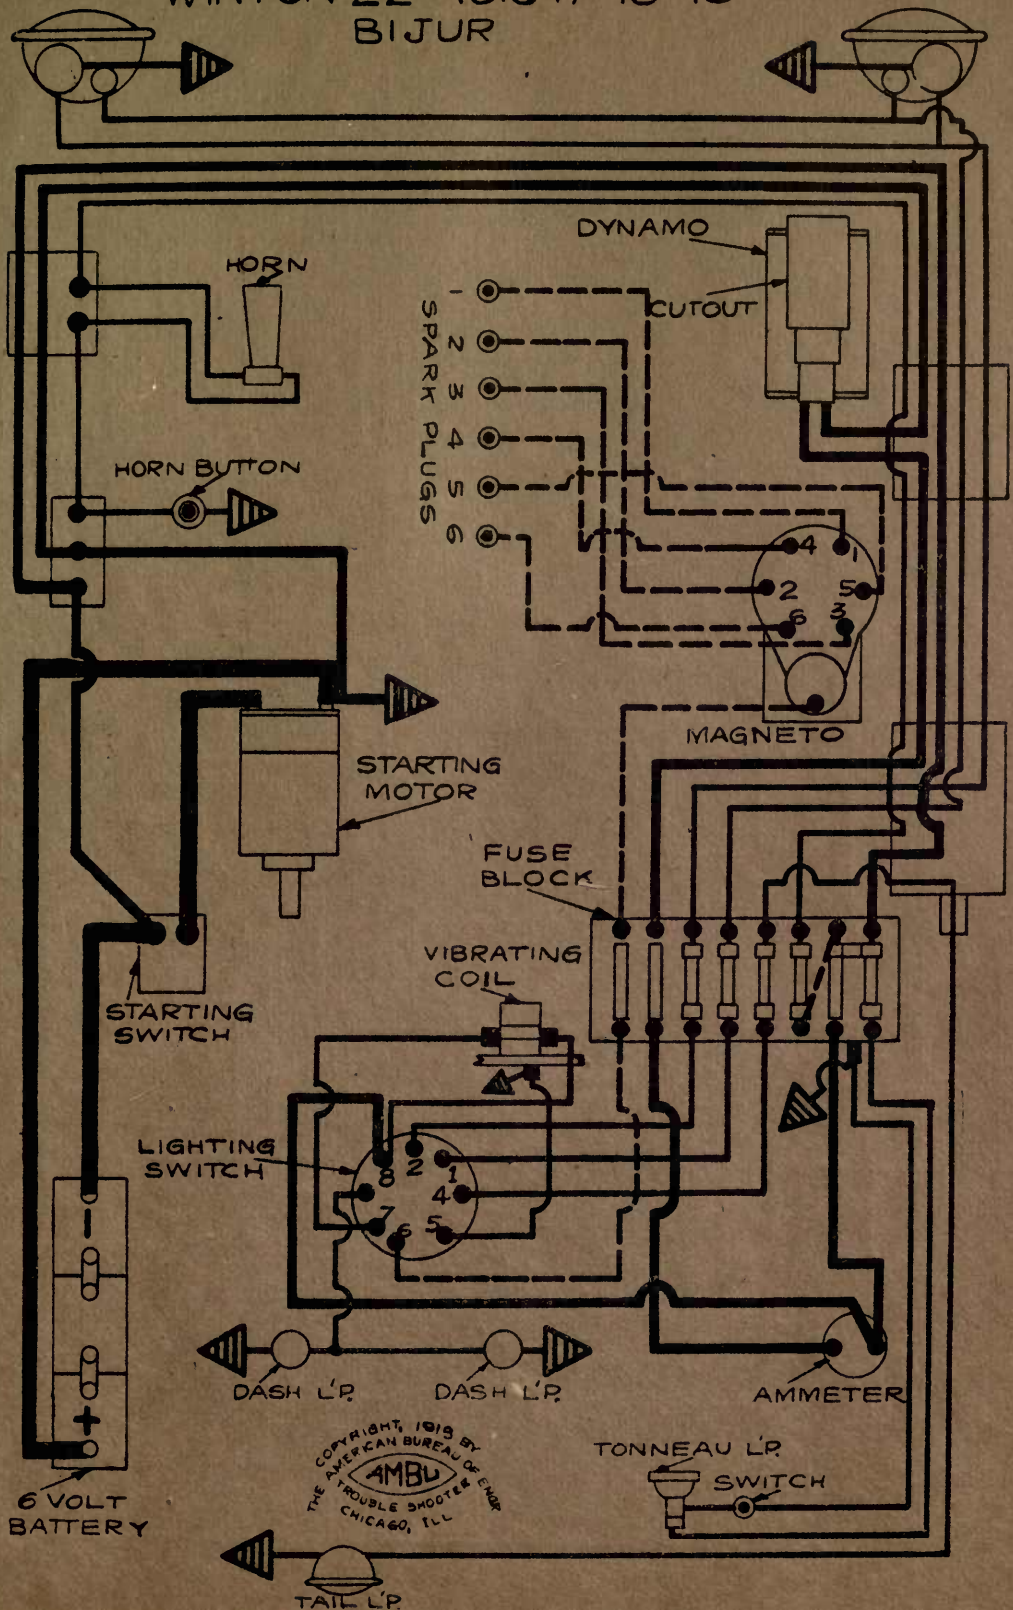 BIJUR
DYNAMO
CUTOUT
HORN
1
2
3
4
5
6
SPARK PLUGS
HORN BUTTON
4
1
2
5
6
3
MAGNETO
STARTING
MOTOR
FUSE
BLOCK
VIBRATING
COIL
STARTING
SWITCH
LIGHTING
SWITCH
8
2
1
4
7
6
5
-
+
6 VOLT
BATTERY
DASH L'P.
DASH L'P.
AMMETER
COPYRIGHT, 1918 BY
THE AMERICAN BUREAU OF ENGR
AMBU
TROUBLE SHOOTER
CHICAGO, ILL
TONNEAU L'P.
SWITCH
TAIL L'P.